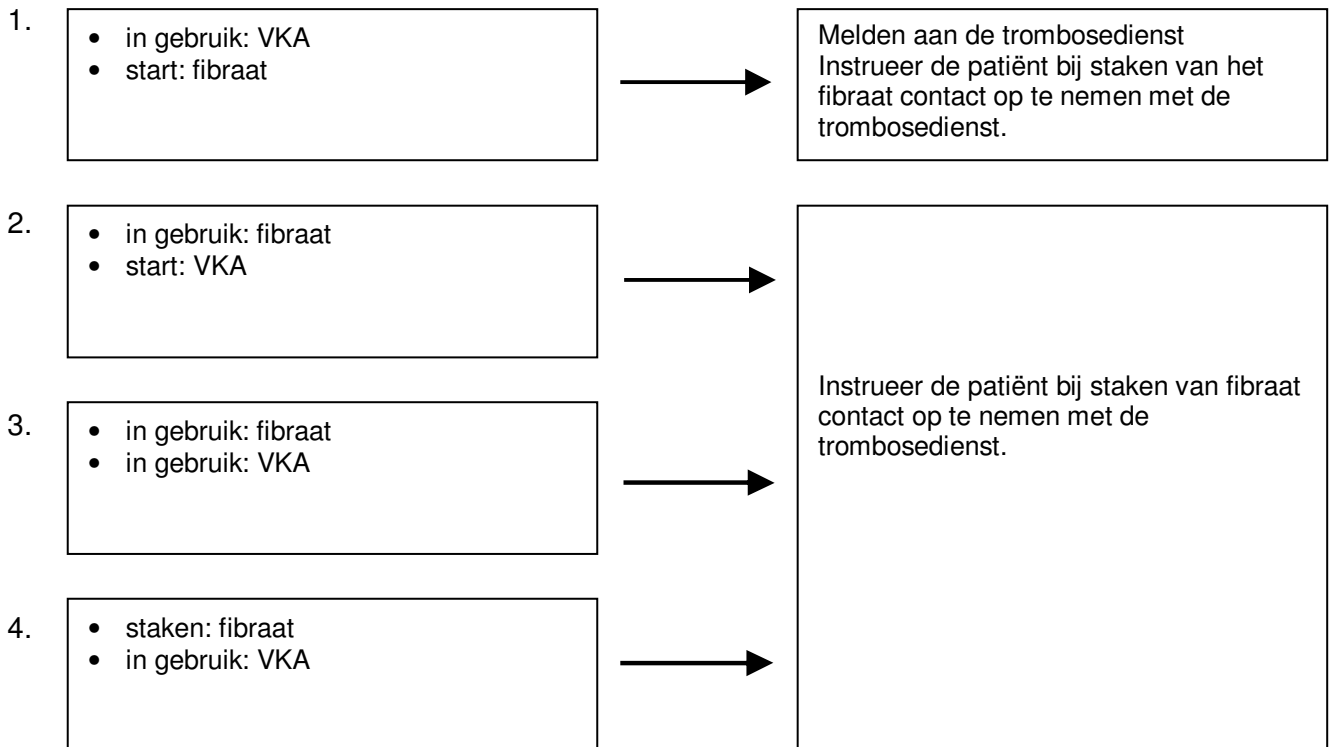 1.
• in gebruik: VKA
• start: fibraat
Melden aan de trombosedienst
Instrueer de patiënt bij staken van het
fibraat contact op te nemen met de
trombosedienst.
2.
• in gebruik: fibraat
• start: VKA
3.
• in gebruik: fibraat
• in gebruik: VKA
4.
• staken: fibraat
• in gebruik: VKA
Instrueer de patiënt bij staken van fibraat
contact op te nemen met de
trombosedienst.